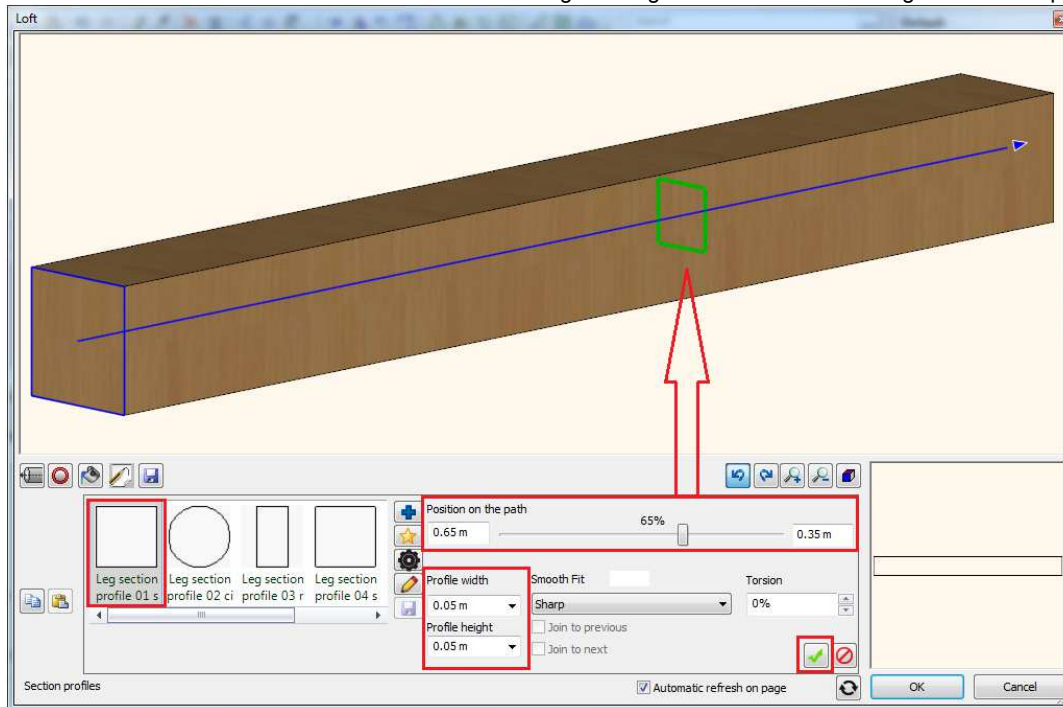 Loft
Position on the path
0.65 m
65%
0.35 m
Leg section profile 01 s
Leg section profile 02 ci
Leg section profile 03 r
Leg section profile 04 s
Profile width
0.05 m
Profile height
0.05 m
Smooth Fit
Sharp
Join to previous
Join to next
Torsion
0%
Section profiles
Automatic refresh on page
OK
Cancel